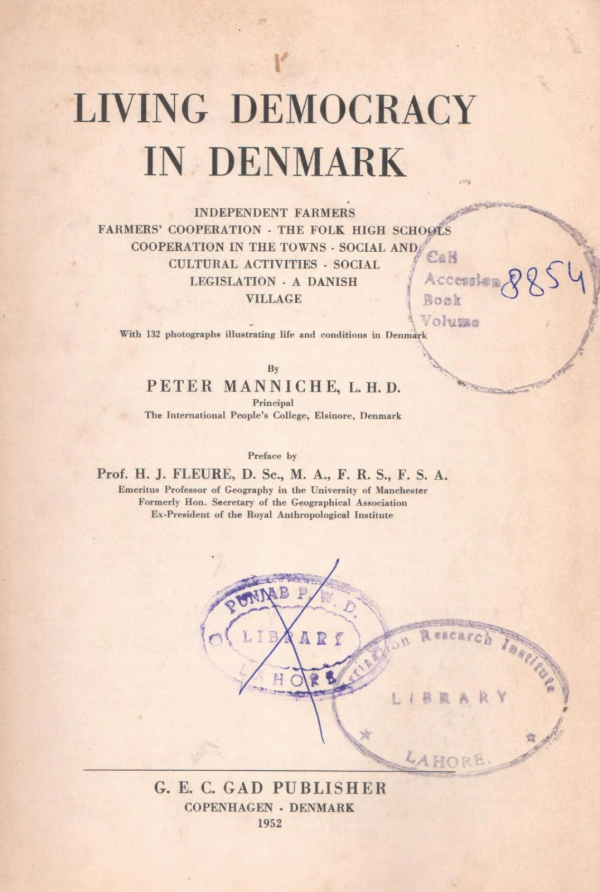 LIVING DEMOCRACY
IN DENMARK
INDEPENDENT FARMERS
FARMERS' COOPERATION · THE FOLK HIGH SCHOOLS
COOPERATION IN THE TOWNS · SOCIAL AND
CULTURAL ACTIVITIES · SOCIAL
LEGISLATION · A DANISH
VILLAGE
Call
Accession 8854
Book
Volume
With 132 photographs illustrating life and conditions in Denmark
By
PETER MANNICHE, L. H. D.
Principal
The International People's College, Elsinore, Denmark
Preface by
Prof. H. J. FLEURE, D. Sc., M. A., F. R. S., F. S. A.
Emeritus Professor of Geography in the University of Manchester
Formerly Hon. Secretary of the Geographical Association
Ex-President of the Royal Anthropological Institute
PUNJAB P. W. D.
LIBRARY
LAHORE
Research Institute
LIBRARY
LAHORE.
G. E. C. GAD PUBLISHER
COPENHAGEN · DENMARK
1952